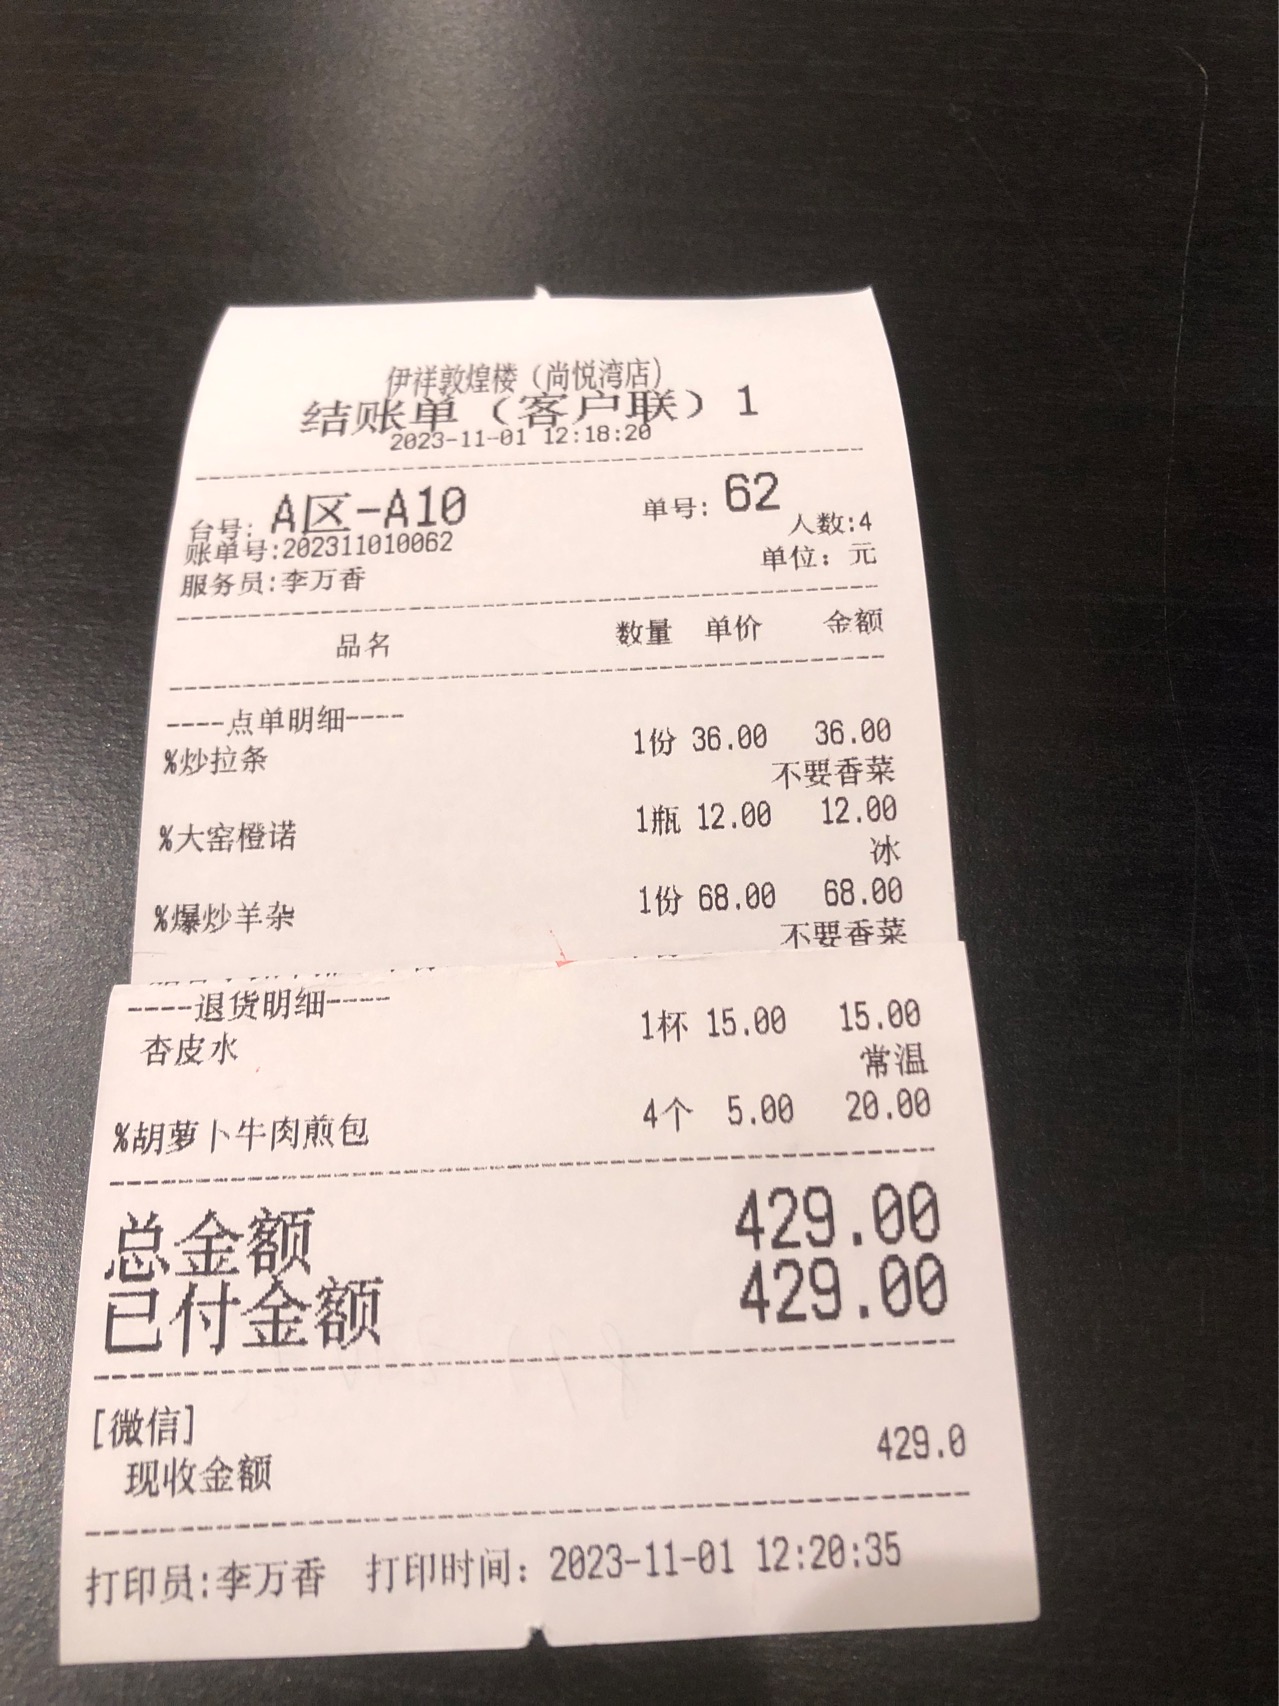 伊祥敦煌楼（尚悦湾店）
结账单（客户联）1
2023-11-01 12:18:20
台号: A区-A10 单号: 62
人数:4
账单号:202311010062
单位: 元
服务员:李万香
品名 数量 单价 金额
----点单明细----
%炒拉条 1份 36.00 36.00
不要香菜
%大窑橙诺 1瓶 12.00 12.00
冰
%爆炒羊杂 1份 68.00 68.00
不要香菜
----退货明细----
杏皮水 1杯 15.00 15.00
常温
%胡萝卜牛肉煎包 4个 5.00 20.00
总金额 429.00
已付金额 429.00
[微信]
现收金额 429.0
打印员:李万香 打印时间: 2023-11-01 12:20:35